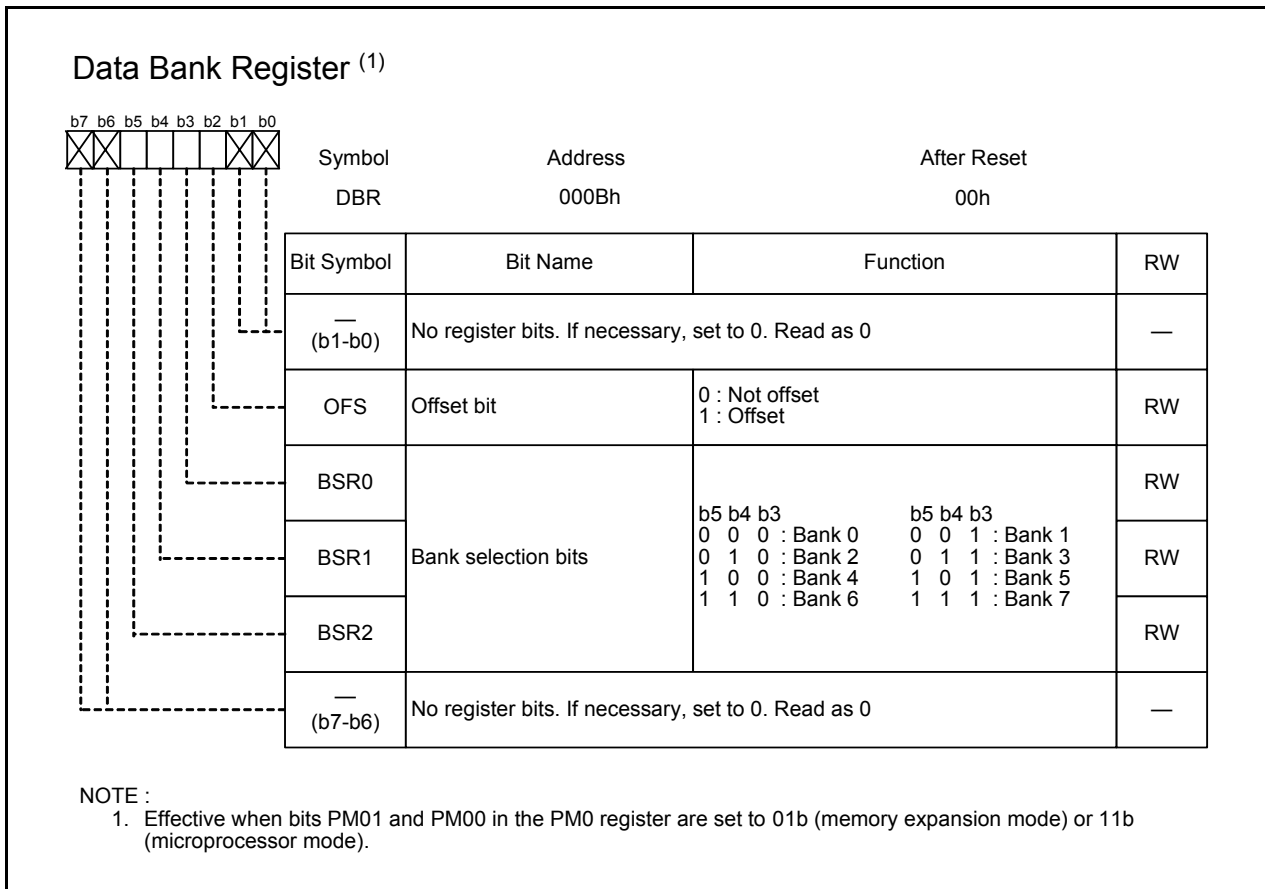 Data Bank Register (1)
b7 b6 b5 b4 b3 b2 b1 b0
Symbol Address After Reset
DBR 000Bh 00h
Bit Symbol Bit Name Function RW
—
(b1-b0) No register bits. If necessary, set to 0. Read as 0 —
OFS Offset bit 0 : Not offset
1 : Offset RW
BSR0 RW
BSR1 Bank selection bits RW
b5 b4 b3 b5 b4 b3
0 0 0 : Bank 0 0 0 1 : Bank 1
0 1 0 : Bank 2 0 1 1 : Bank 3
1 0 0 : Bank 4 1 0 1 : Bank 5
1 1 0 : Bank 6 1 1 1 : Bank 7
BSR2 RW
—
(b7-b6) No register bits. If necessary, set to 0. Read as 0 —
NOTE :
1. Effective when bits PM01 and PM00 in the PM0 register are set to 01b (memory expansion mode) or 11b
(microprocessor mode).